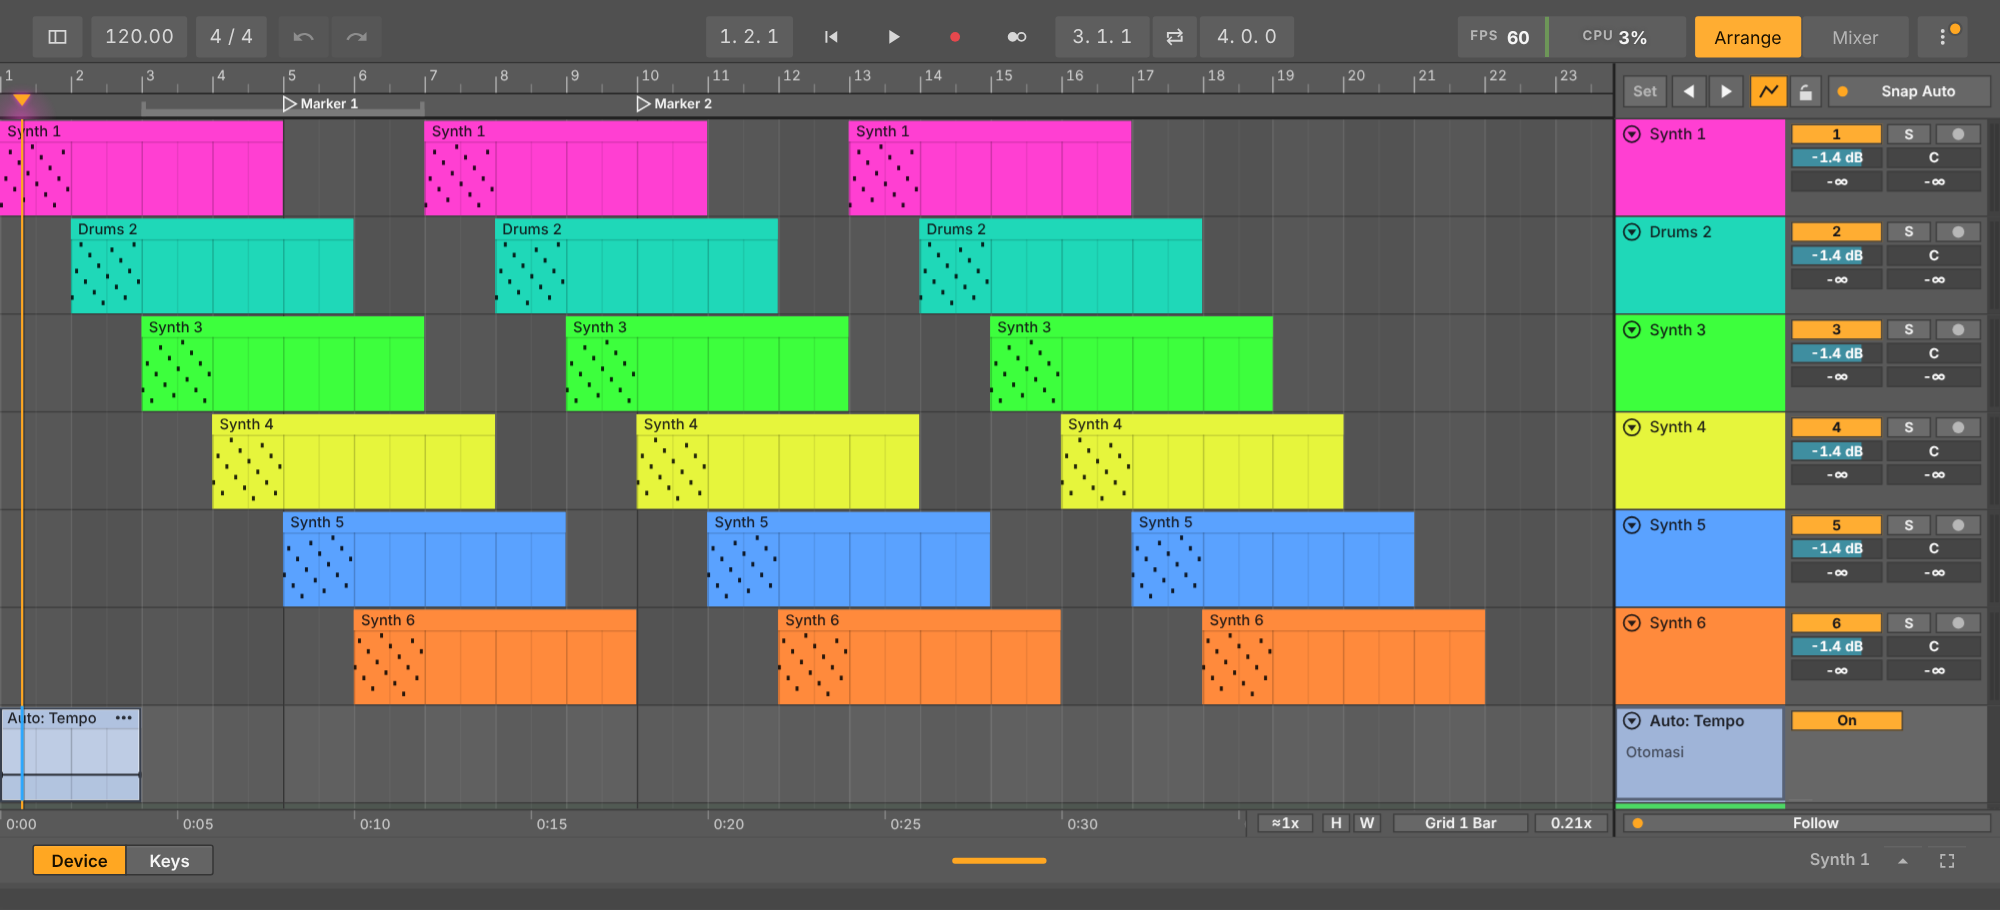 120.00 4 / 4 1. 2. 1 3. 1. 1 4. 0. 0 FPS 60 CPU 3% Arrange Mixer
1 2 3 4 5 6 7 8 9 10 11 12 13 14 15 16 17 18 19 20 21 22 23
Set Snap Auto
Marker 1 Marker 2
Synth 1 Synth 1 Synth 1 Synth 1 1 S
-1.4 dB C
-∞ -∞
Drums 2 Drums 2 Drums 2 Drums 2 2 S
-1.4 dB C
-∞ -∞
Synth 3 Synth 3 Synth 3 Synth 3 3 S
-1.4 dB C
-∞ -∞
Synth 4 Synth 4 Synth 4 Synth 4 4 S
-1.4 dB C
-∞ -∞
Synth 5 Synth 5 Synth 5 Synth 5 5 S
-1.4 dB C
-∞ -∞
Synth 6 Synth 6 Synth 6 Synth 6 6 S
-1.4 dB C
-∞ -∞
Auto: Tempo ••• Auto: Tempo On
Otomasi
0:00 0:05 0:10 0:15 0:20 0:25 0:30 ≈1x H W Grid 1 Bar 0.21x Follow
Device Keys Synth 1